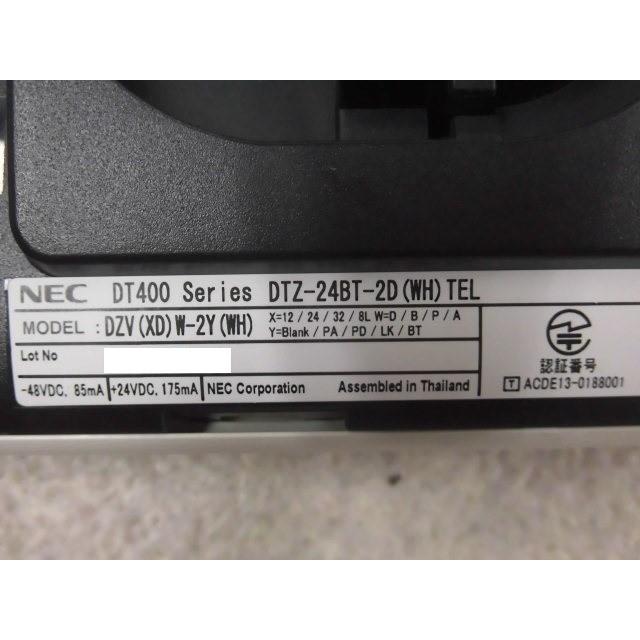 NEC DT400 Series DTZ-24BT-2D(WH)TEL
MODEL : DZV(XD)W-2Y(WH) X=12 / 24 / 32 / 8L W=D / B / P / A
Y=Blank / PA / PD / LK / BT
Lot No
-48VDC, 85mA +24VDC, 175mA NEC Corporation Assembled in Thailand
認証番号
T ACDE13-0188001